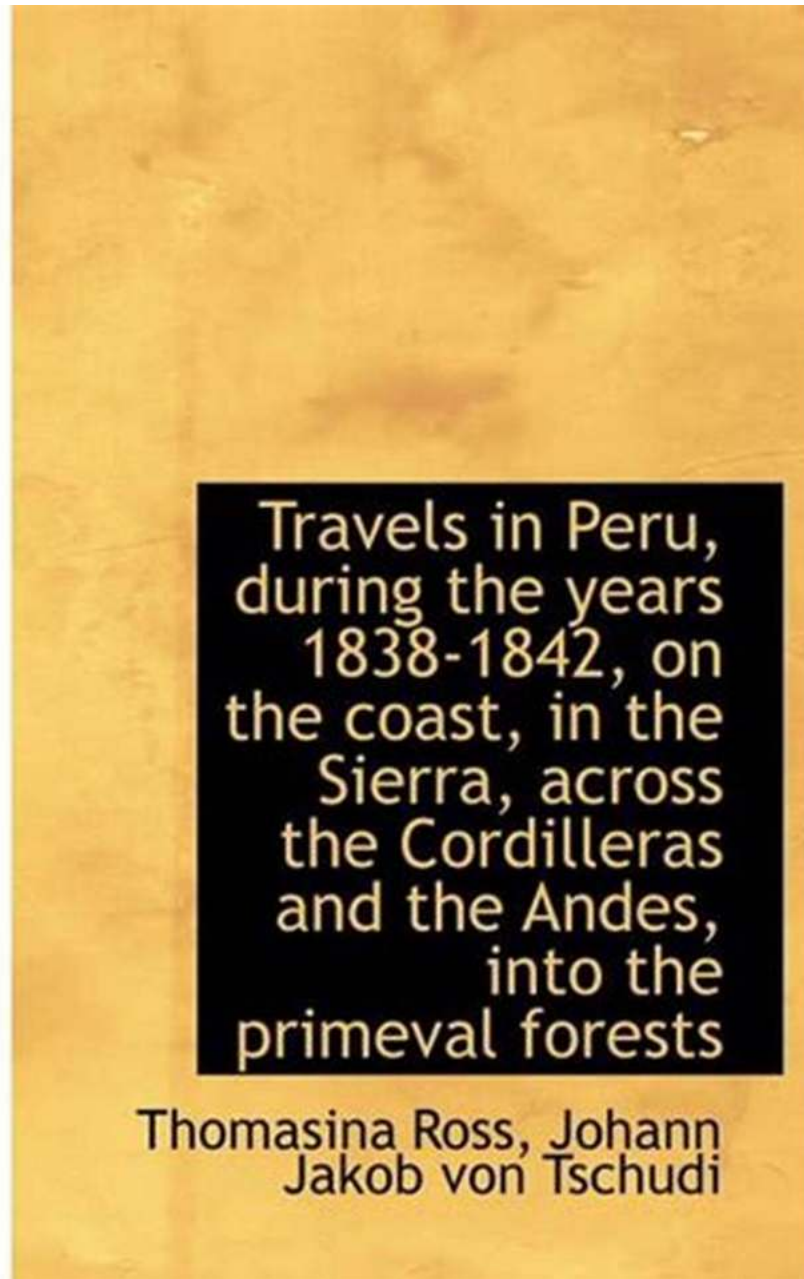 Travels in Peru,
during the years
1838-1842, on
the coast, in the
Sierra, across
the Cordilleras
and the Andes,
into the
primeval forests
Thomasina Ross, Johann
Jakob von Tschudi